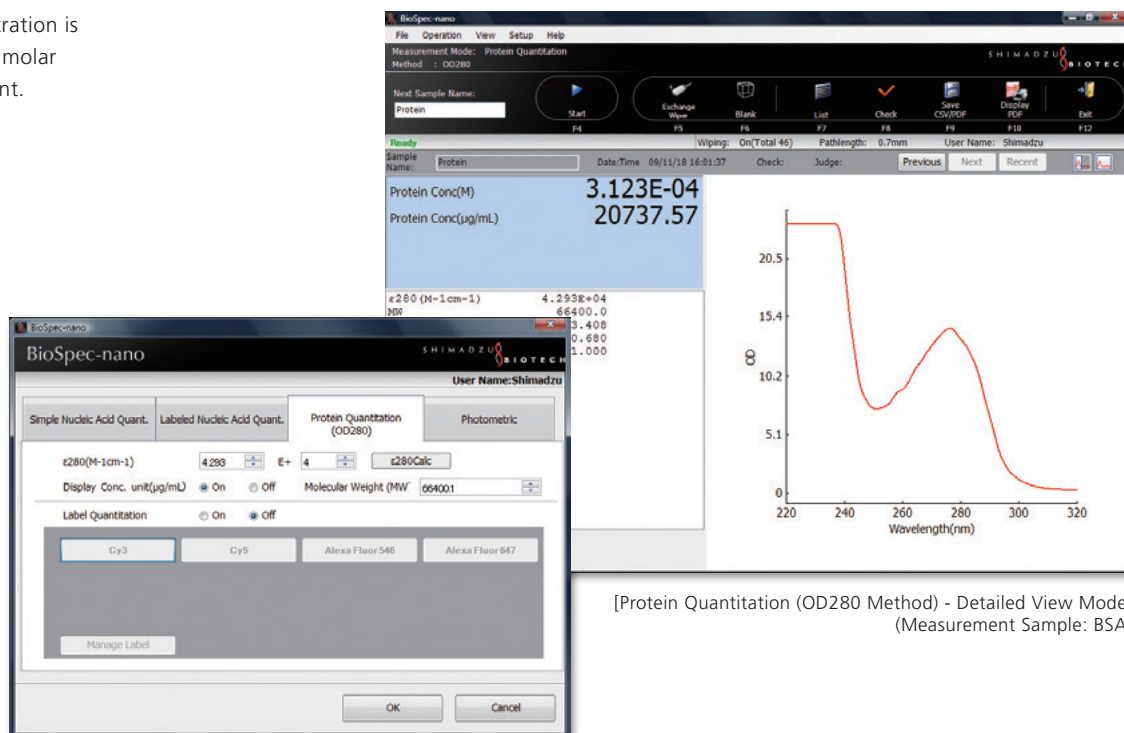 tration is
molar
nt.
BioSpec-nano
File Operation View Setup Help
Measurement Mode: Protein Quantitation
Method : OD280
SHIMADZU
BIOTECH
Next Sample Name:
Protein
Start
F4
Exchange Wiper
F5
Blank
F6
List
F7
Check
F8
Save CSV/PDF
F9
Display PDF
F10
Exit
F12
Ready
Wiping: On(Total 46) Pathlength: 0.7mm User Name: Shimadzu
Sample Name: Protein Date:Time 09/11/18 16:01:37 Check: Judge: Previous Next Recent
Protein Conc(M) 3.123E-04
Protein Conc(µg/mL) 20737.57
ε280(M-1cm-1) 4.293E+04
MW 66400.0
3.408
0.680
1.000
20.5
15.4
10.2
5.1
0
OD
220 240 260 280 300 320
Wavelength(nm)
BioSpec-nano
BioSpec-nano
SHIMADZU
BIOTECH
User Name:Shimadzu
Simple Nucleic Acid Quant. Labeled Nucleic Acid Quant. Protein Quantitation (OD280) Photometric
ε280(M-1cm-1) 4.293 E+ 4 ε280Calc
Display Conc. unit(µg/mL) On Off Molecular Weight (MW
Label Quantitation On Off
Cy3 Cy5 Alexa Fluor 546 Alexa Fluor 647
Manage Label
OK Cancel
[Protein Quantitation (OD280 Method) - Detailed View Mode
(Measurement Sample: BSA